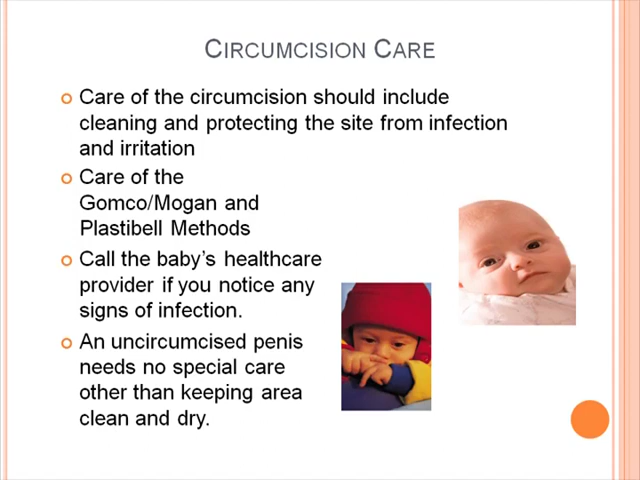 CIRCUMCISION CARE
Care of the circumcision should include
cleaning and protecting the site from infection
and irritation
Care of the
Gomco/Mogan and
Plastibell Methods
Call the baby's healthcare
provider if you notice any
signs of infection.
An uncircumcised penis
needs no special care
other than keeping area
clean and dry.